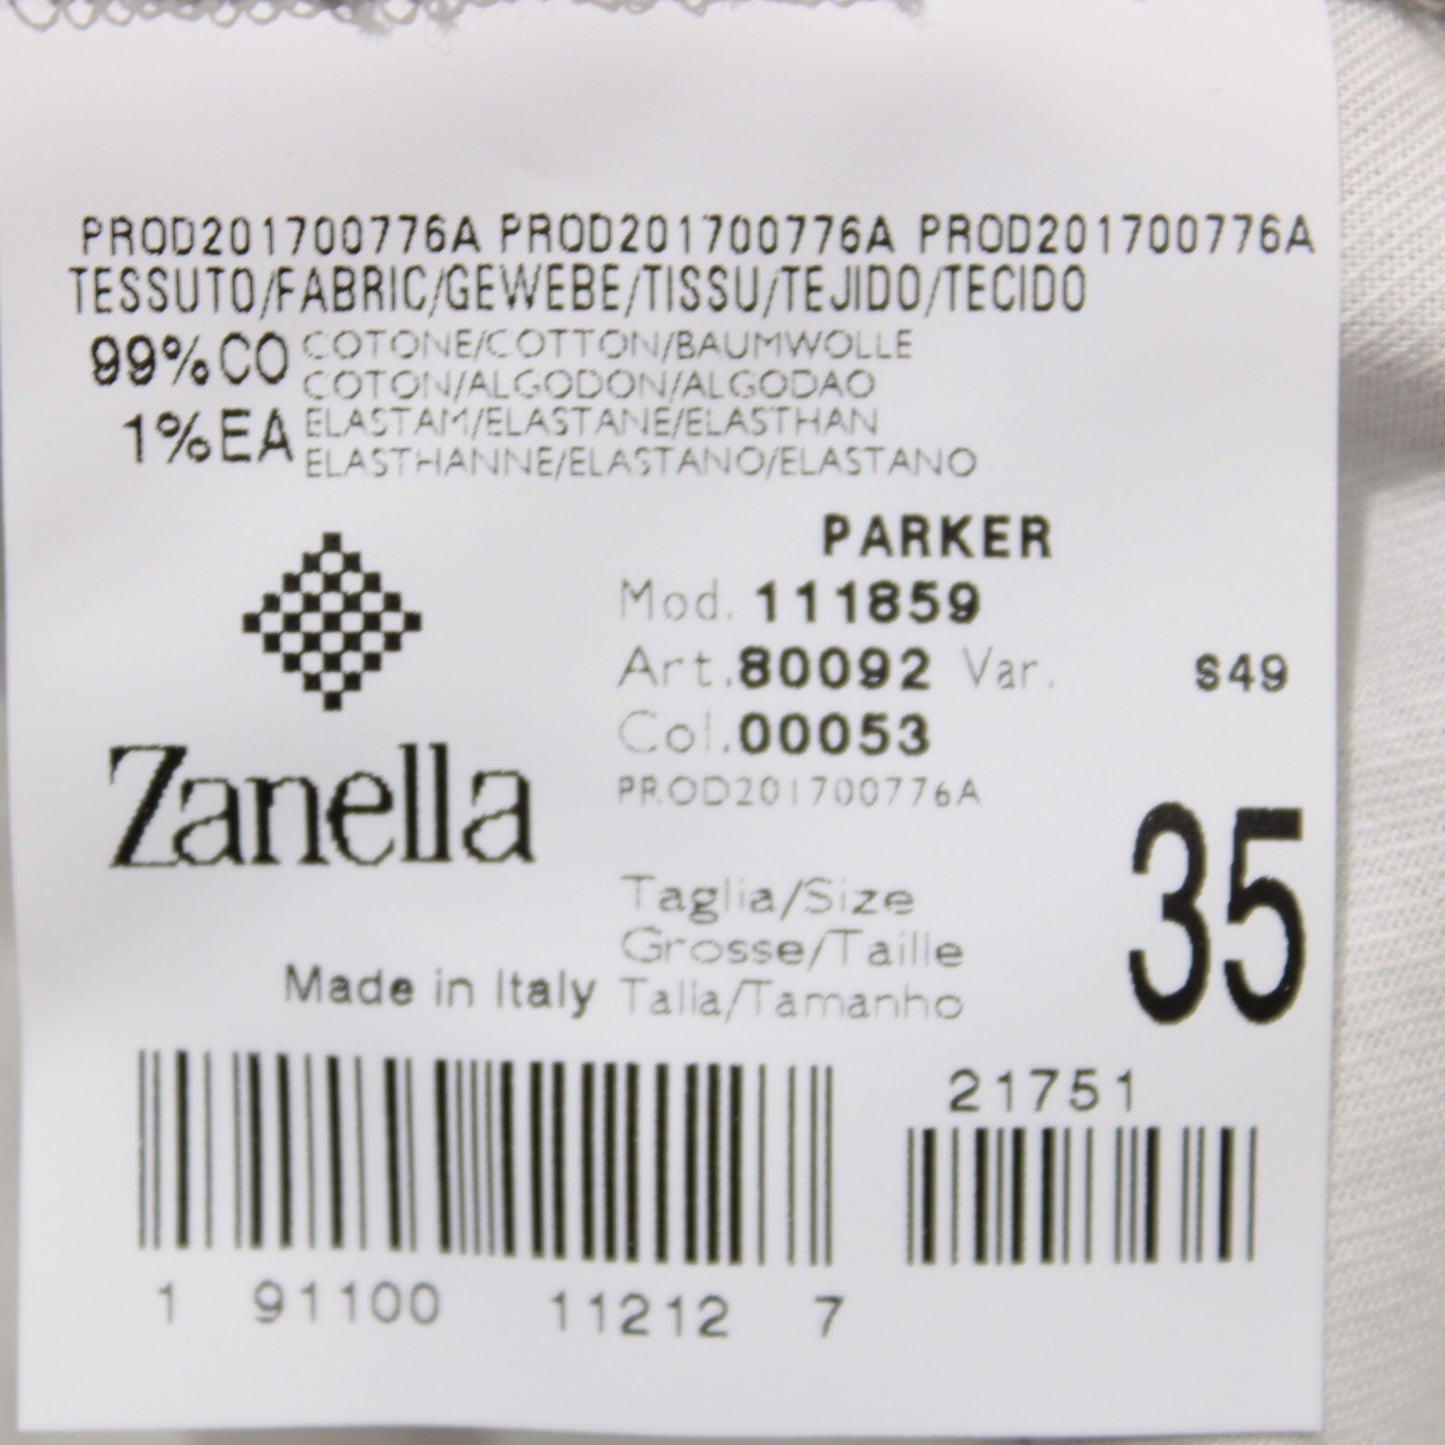 PROD201700776A PROD201700776A PROD201700776A
TESSUTO/FABRIC/GEWEBE/TISSU/TEJIDO/TECIDO
99%CO COTONE/COTTON/BAUMWOLLE
COTON/ALGODON/ALGODAO
1%EA ELASTAM/ELASTANE/ELASTHAN
ELASTHANNE/ELASTANO/ELASTANO
PARKER
Mod. 111859
Art.80092 Var. S49
Col.00053
PROD201700776A
Zanella
35
Taglia/Size
Grosse/Taille
Talla/Tamanho
Made in Italy
21751
1 91100 11212 7